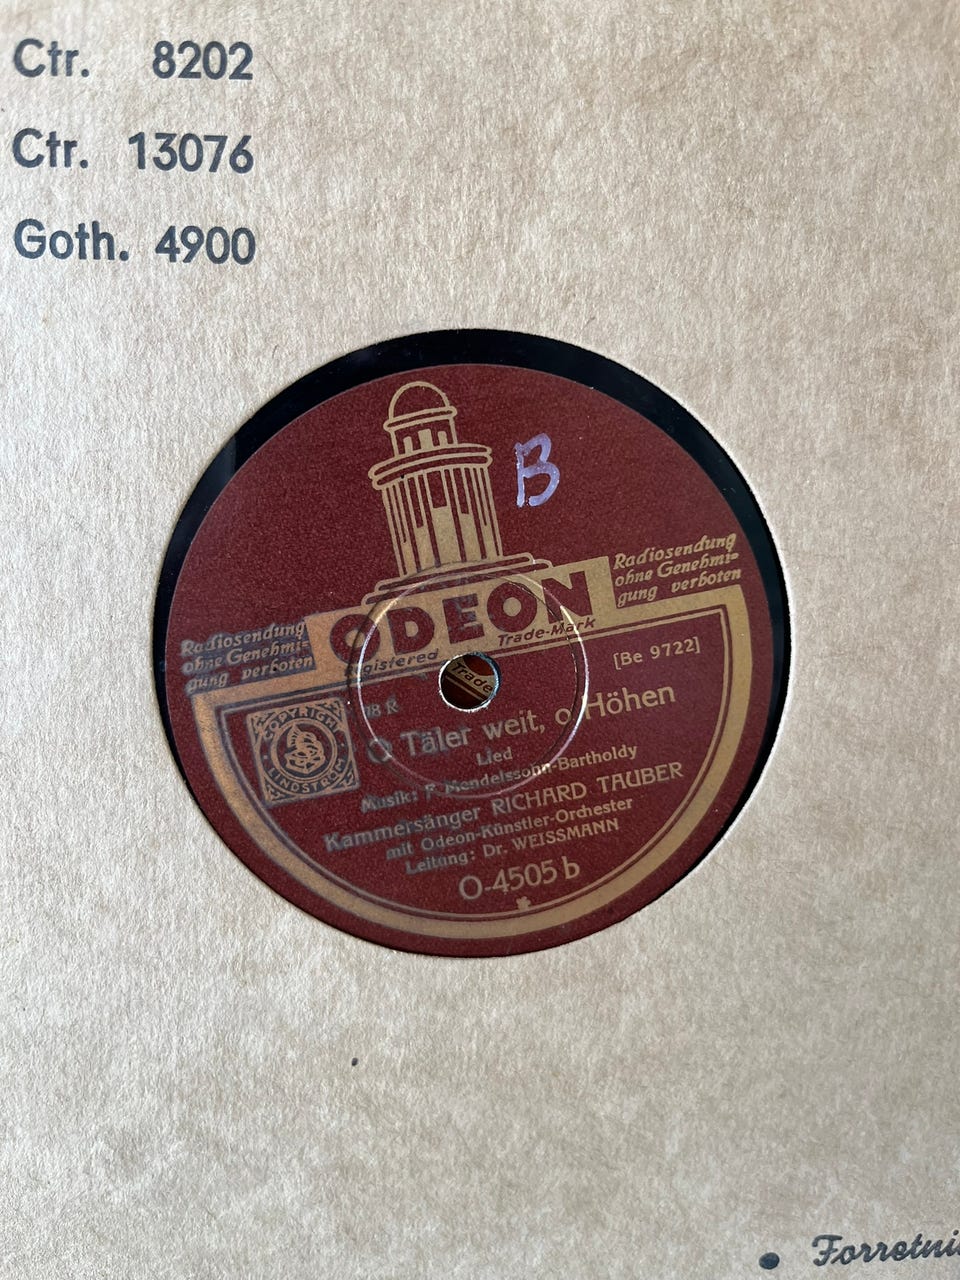 Ctr. 8202
Ctr. 13076
Goth. 4900
B
Radiosendung
ohne Genehmi=
gung verboten
Radiosendung
ohne Genehmi=
gung verboten
ODEON
Registered Trade-Mark
Trade
[Be 9722]
COPYRIGHT
LINDSTRÖM
78 R
O Täler weit, o Höhen
Lied
Musik: F. Mendelssohn-Bartholdy
Kammersänger RICHARD TAUBER
mit Odeon-Künstler-Orchester
Leitung: Dr. WEISSMANN
O-4505 b